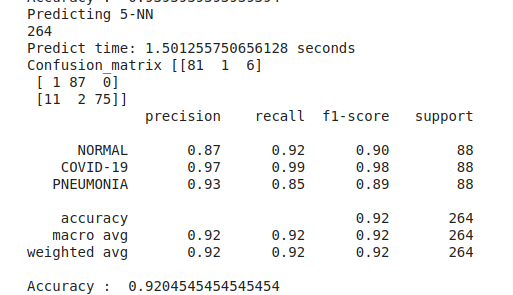 Predicting 5-NN
264
Predict time: 1.501255750656128 seconds
Confusion_matrix [[81 1 6]
[ 1 87 0]
[11 2 75]]
precision recall f1-score support
NORMAL 0.87 0.92 0.90 88
COVID-19 0.97 0.99 0.98 88
PNEUMONIA 0.93 0.85 0.89 88
accuracy 0.92 264
macro avg 0.92 0.92 0.92 264
weighted avg 0.92 0.92 0.92 264
Accuracy : 0.9204545454545454